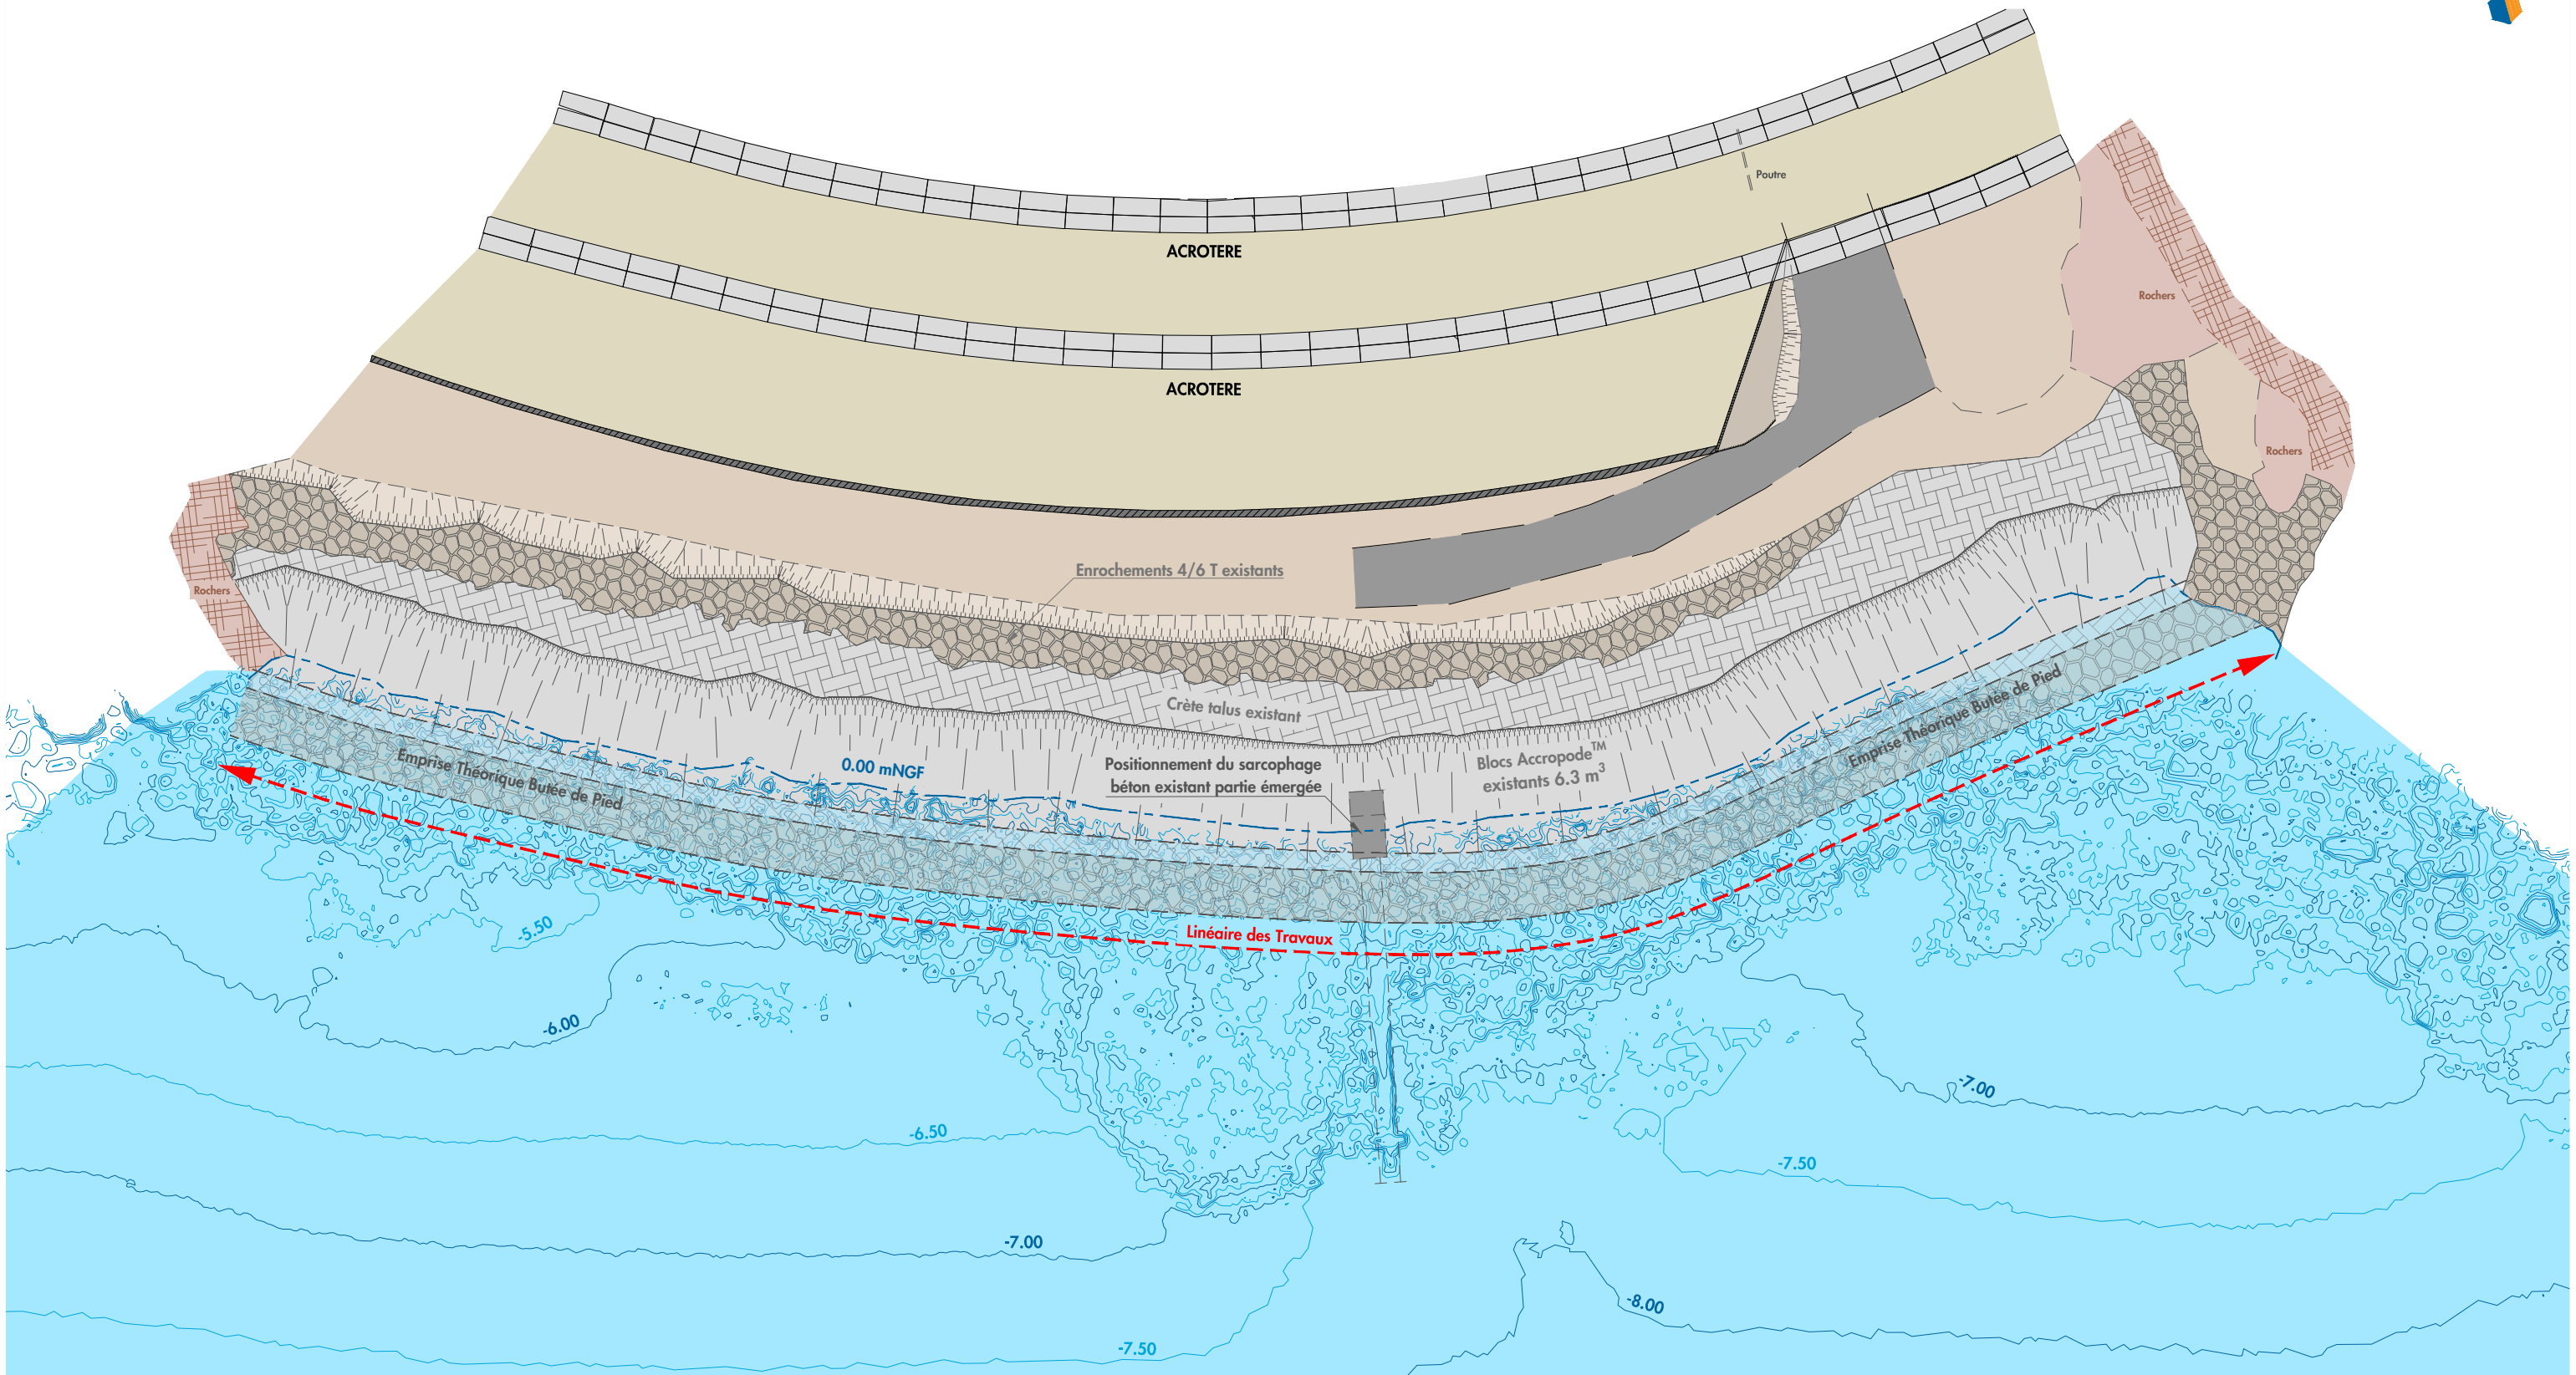 Poutre
ACROTERE
Rochers
ACROTERE
Rochers
Enrochements 4/6 T existants
Rochers
Crète talus existant
Emprise Théorique Butée de Pied
Positionnement du sarcophage
béton existant partie émergée
Blocs Accropode™
existants 6.3 m³
0.00 mNGF
Emprise Théorique Butée de Pied
Linéaire des Travaux
-5.50
-6.00
-7.00
-6.50
-7.50
-7.00
-8.00
-7.50